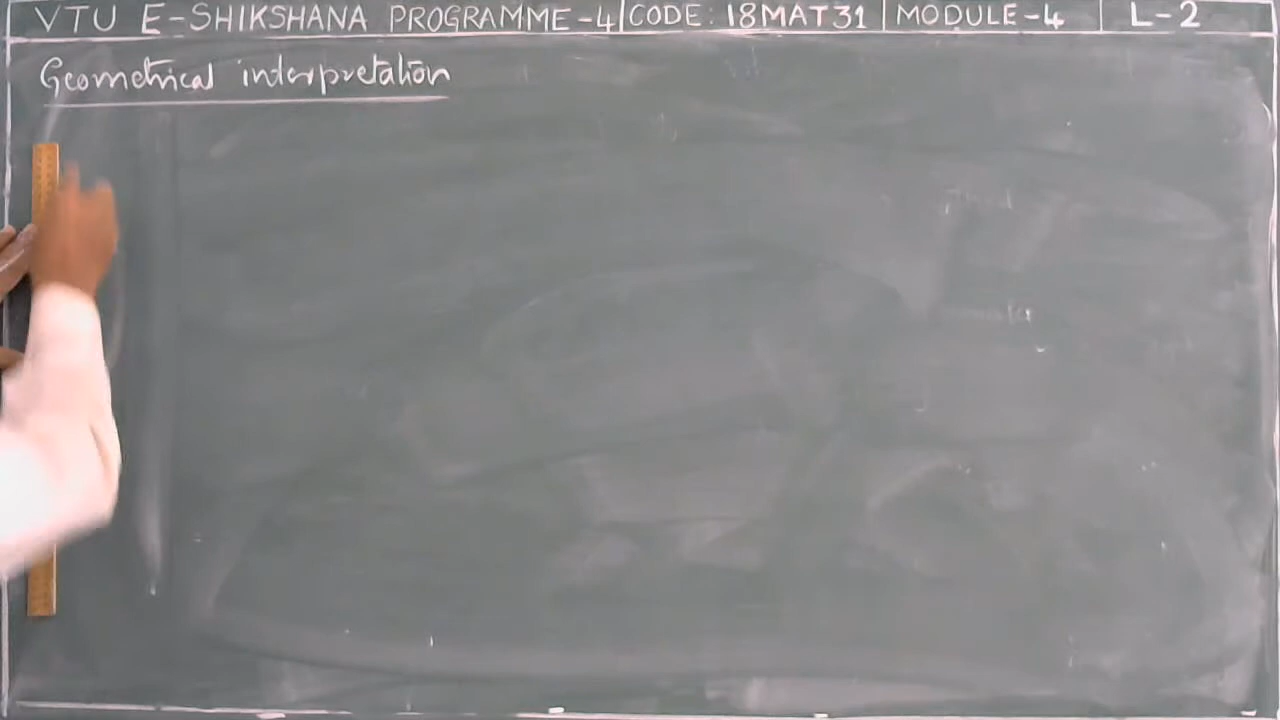 VTU E-SHIKSHANA PROGRAMME-4 | CODE: 18MAT31 | MODULE-4 | L-2
Geometrical interpretation